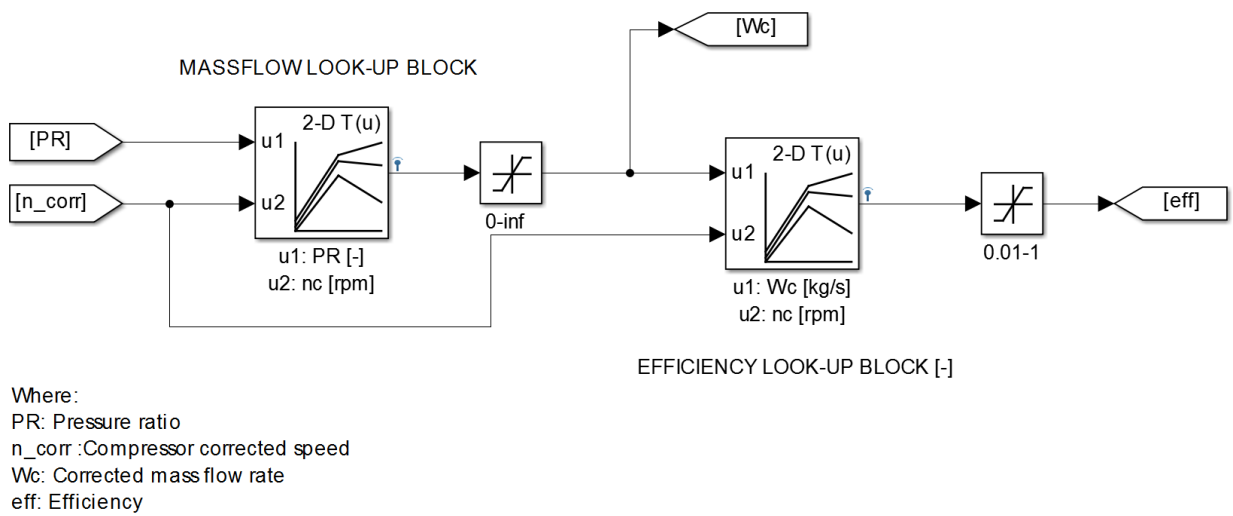 [Wc]
MASSFLOW LOOK-UP BLOCK
[PR]
u1
2-D T(u)
[n_corr]
u2
0-inf
u1: PR [-]
u2: nc [rpm]
u1
2-D T(u)
u2
[eff]
0.01-1
u1: Wc [kg/s]
u2: nc [rpm]
EFFICIENCY LOOK-UP BLOCK [-]
Where:
PR: Pressure ratio
n_corr :Compressor corrected speed
Wc: Corrected mass flow rate
eff: Efficiency